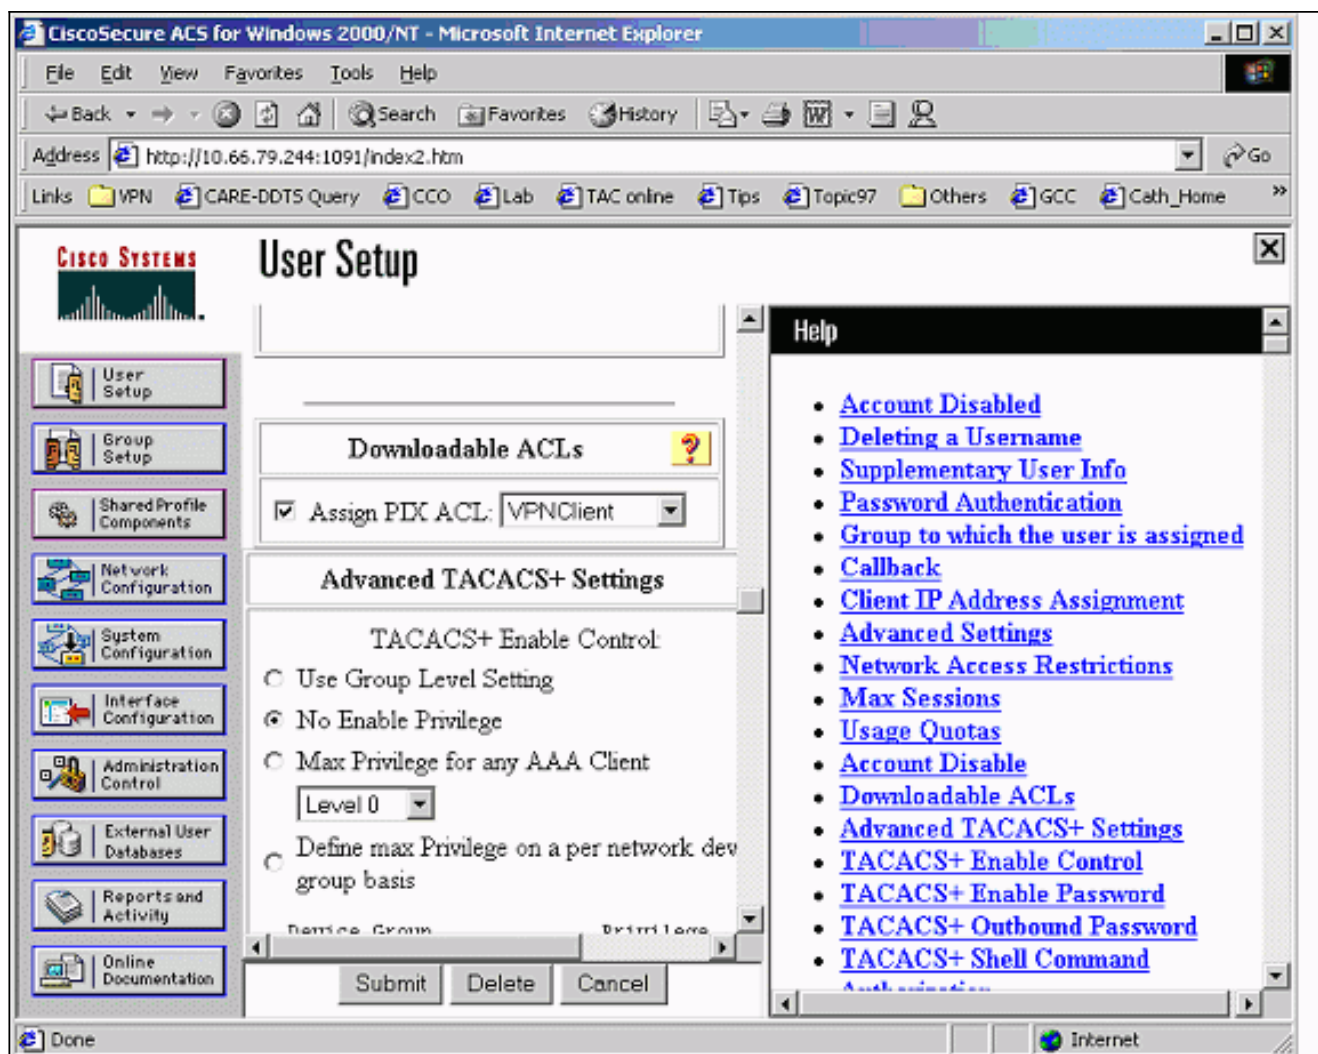 CiscoSecure ACS for Windows 2000/NT - Microsoft Internet Explorer
File Edit View Favorites Tools Help
Back Search Favorites History
Address http://10.66.79.244:1091/index2.htm Go
Links VPN CARE-DDTS Query CCO Lab TAC online Tips Topic97 Others GCC Cath_Home »
CISCO SYSTEMS
User Setup
User Setup
Group Setup
Shared Profile Components
Network Configuration
System Configuration
Interface Configuration
Administration Control
External User Databases
Reports and Activity
Online Documentation
Downloadable ACLs
?
Assign PIX ACL: VPNClient
Advanced TACACS+ Settings
TACACS+ Enable Control:
Use Group Level Setting
No Enable Privilege
Max Privilege for any AAA Client
Level 0
Define max Privilege on a per network dev
group basis
Device Group Privilege
Submit Delete Cancel
Help
Account Disabled
Deleting a Username
Supplementary User Info
Password Authentication
Group to which the user is assigned
Callback
Client IP Address Assignment
Advanced Settings
Network Access Restrictions
Max Sessions
Usage Quotas
Account Disable
Downloadable ACLs
Advanced TACACS+ Settings
TACACS+ Enable Control
TACACS+ Enable Password
TACACS+ Outbound Password
TACACS+ Shell Command
Authorization
Done Internet